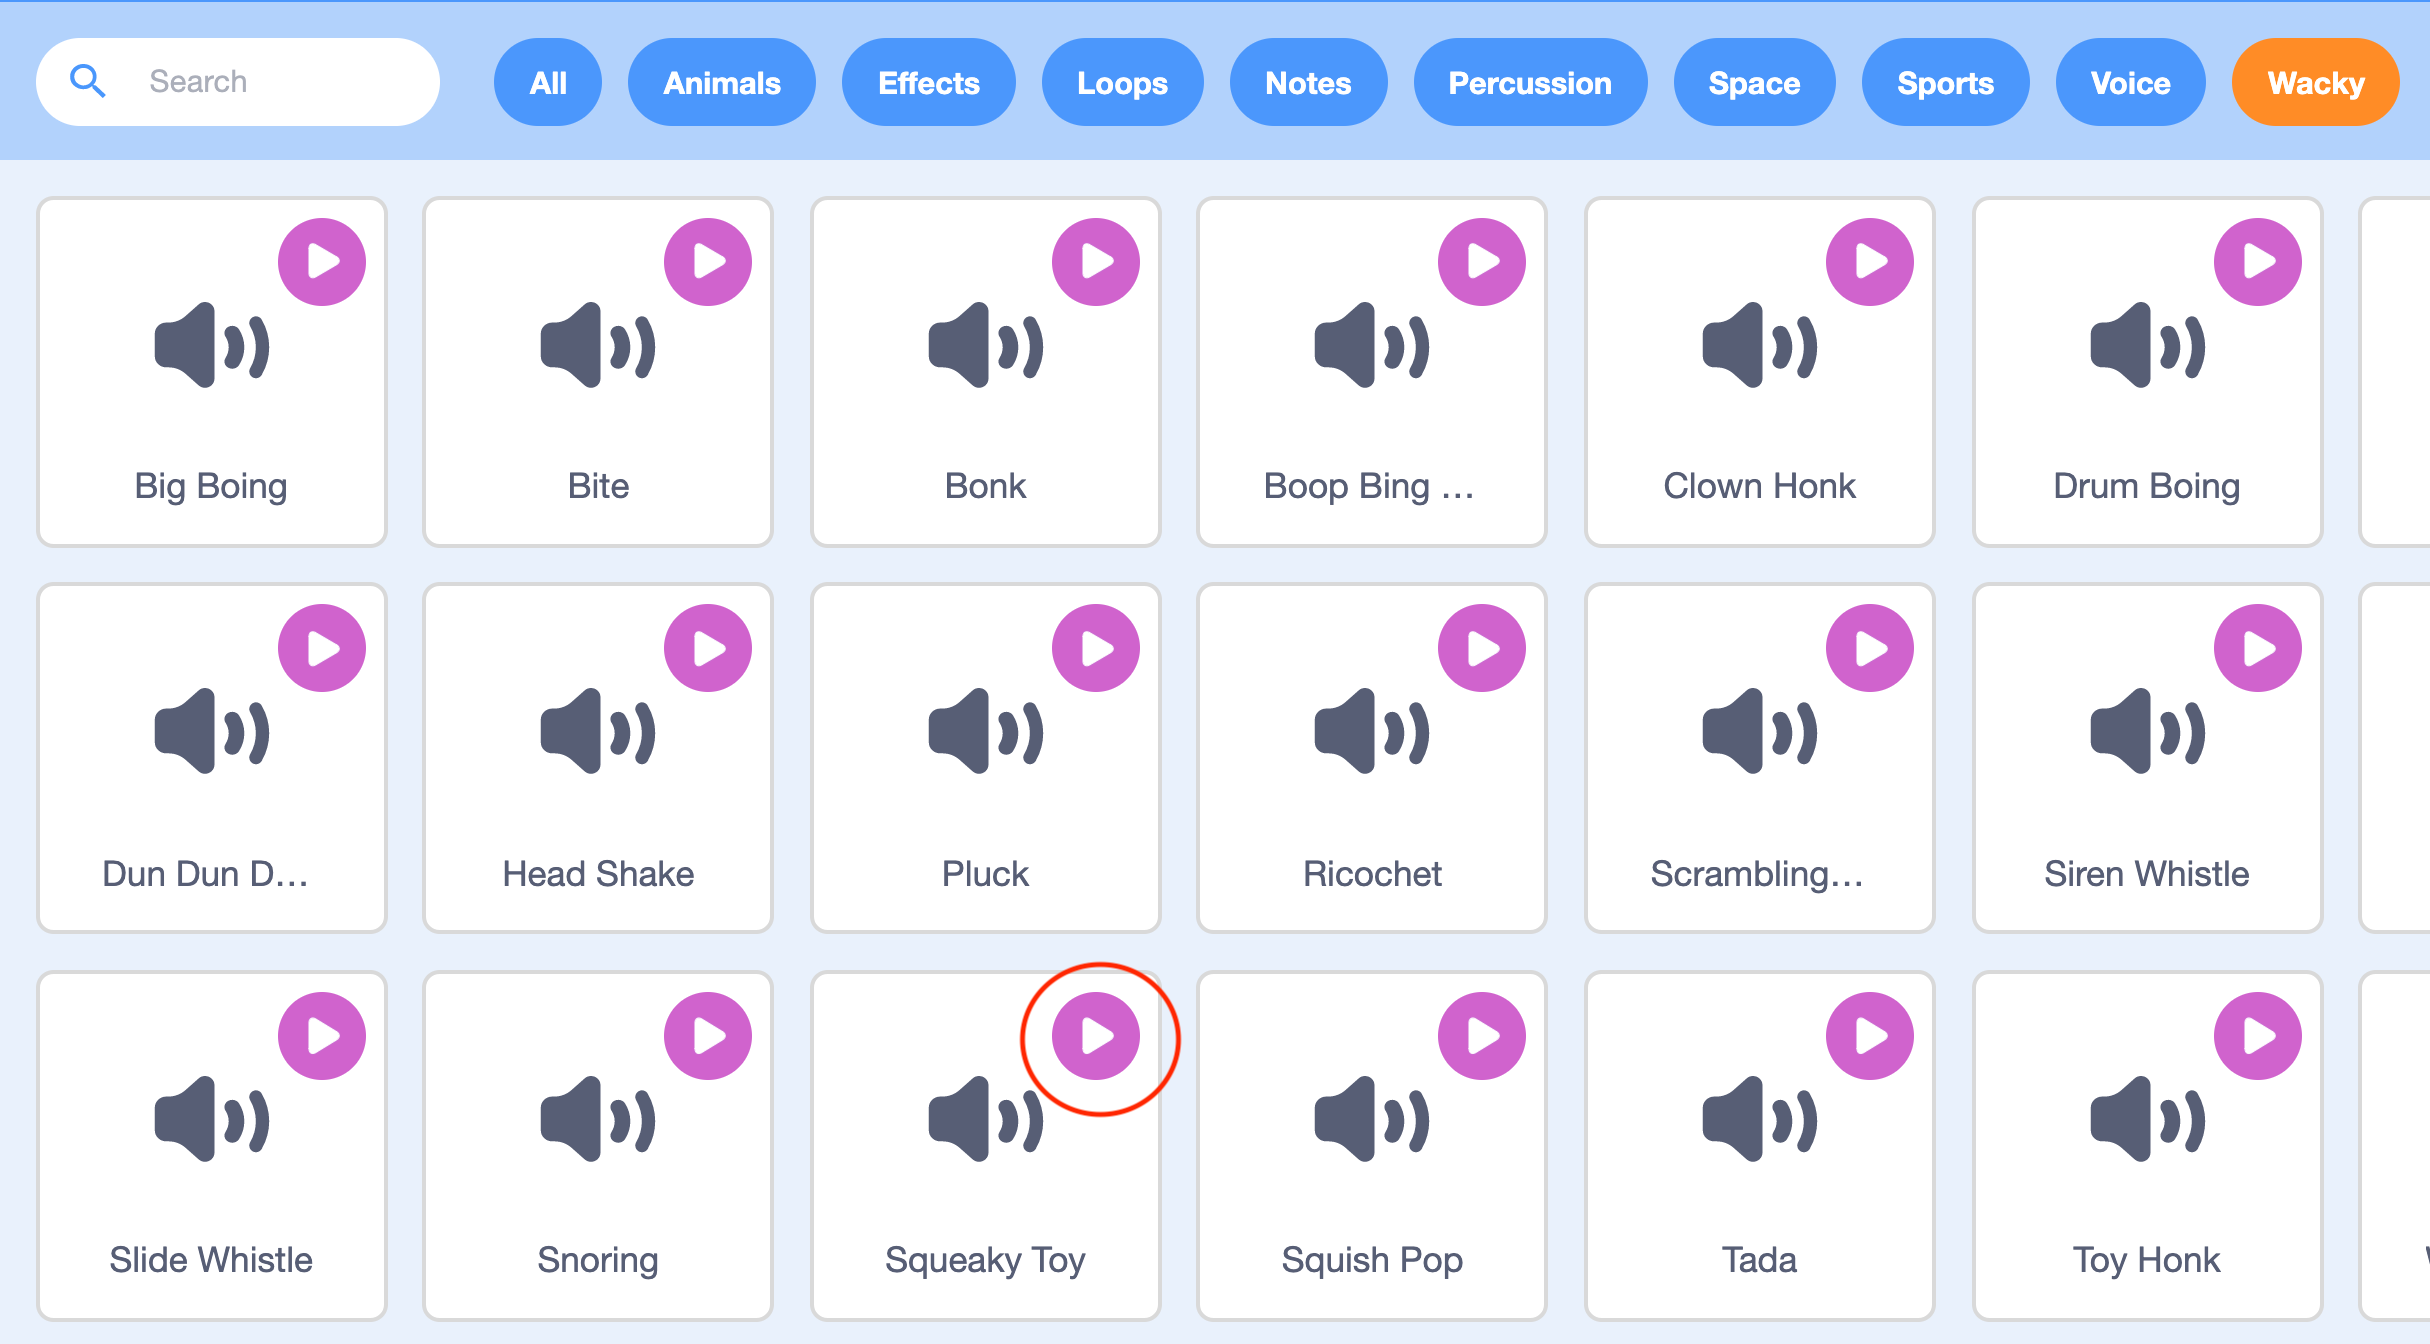 Search
All
Animals
Effects
Loops
Notes
Percussion
Space
Sports
Voice
Wacky
Big Boing
Bite
Bonk
Boop Bing ...
Clown Honk
Drum Boing
Dun Dun D...
Head Shake
Pluck
Ricochet
Scrambling...
Siren Whistle
Slide Whistle
Snoring
Squeaky Toy
Squish Pop
Tada
Toy Honk